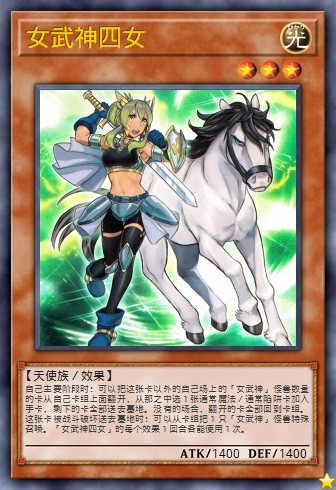 女武神四女
光
【天使族／效果】
自己主要阶段时：可以把这张卡以外的自己场上的「女武神」怪兽数量
的卡从自己卡组上面翻开，从那之中选1张通常魔法／通常陷阱卡加入
手卡，剩下的卡全部送去墓地。没有的场合，翻开的卡全部回到卡组。
这张卡被战斗破坏送去墓地时：可以从卡组把1只「女武神」怪兽特殊
召唤。「女武神四女」的每个效果1回合各能使用1次。
ATK/1400 DEF/1400